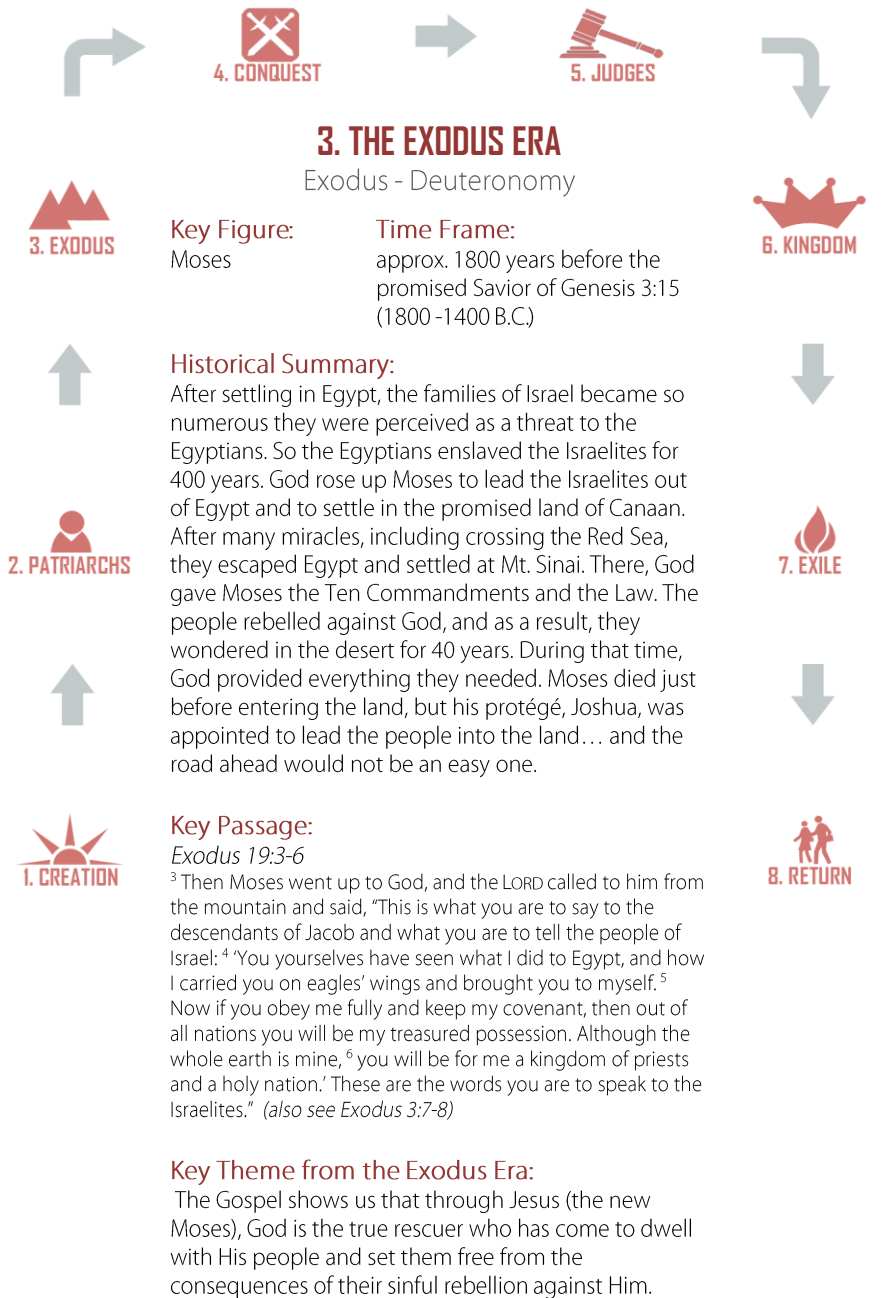 4. CONQUEST
5. JUDGES
3. THE EXODUS ERA
Exodus - Deuteronomy
3. EXODUS
6. KINGDOM
Key Figure:
Moses
Time Frame:
approx. 1800 years before the
promised Savior of Genesis 3:15
(1800 -1400 B.C.)
Historical Summary:
After settling in Egypt, the families of Israel became so
numerous they were perceived as a threat to the
Egyptians. So the Egyptians enslaved the Israelites for
400 years. God rose up Moses to lead the Israelites out
of Egypt and to settle in the promised land of Canaan.
After many miracles, including crossing the Red Sea,
they escaped Egypt and settled at Mt. Sinai. There, God
gave Moses the Ten Commandments and the Law. The
people rebelled against God, and as a result, they
wondered in the desert for 40 years. During that time,
God provided everything they needed. Moses died just
before entering the land, but his protégé, Joshua, was
appointed to lead the people into the land… and the
road ahead would not be an easy one.
2. PATRIARCHS
7. EXILE
Key Passage:
Exodus 19:3-6
3 Then Moses went up to God, and the LORD called to him from
the mountain and said, “This is what you are to say to the
descendants of Jacob and what you are to tell the people of
Israel: 4 ‘You yourselves have seen what I did to Egypt, and how
I carried you on eagles’ wings and brought you to myself. 5
Now if you obey me fully and keep my covenant, then out of
all nations you will be my treasured possession. Although the
whole earth is mine, 6 you will be for me a kingdom of priests
and a holy nation.’ These are the words you are to speak to the
Israelites.” (also see Exodus 3:7-8)
1. CREATION
8. RETURN
Key Theme from the Exodus Era:
The Gospel shows us that through Jesus (the new
Moses), God is the true rescuer who has come to dwell
with His people and set them free from the
consequences of their sinful rebellion against Him.